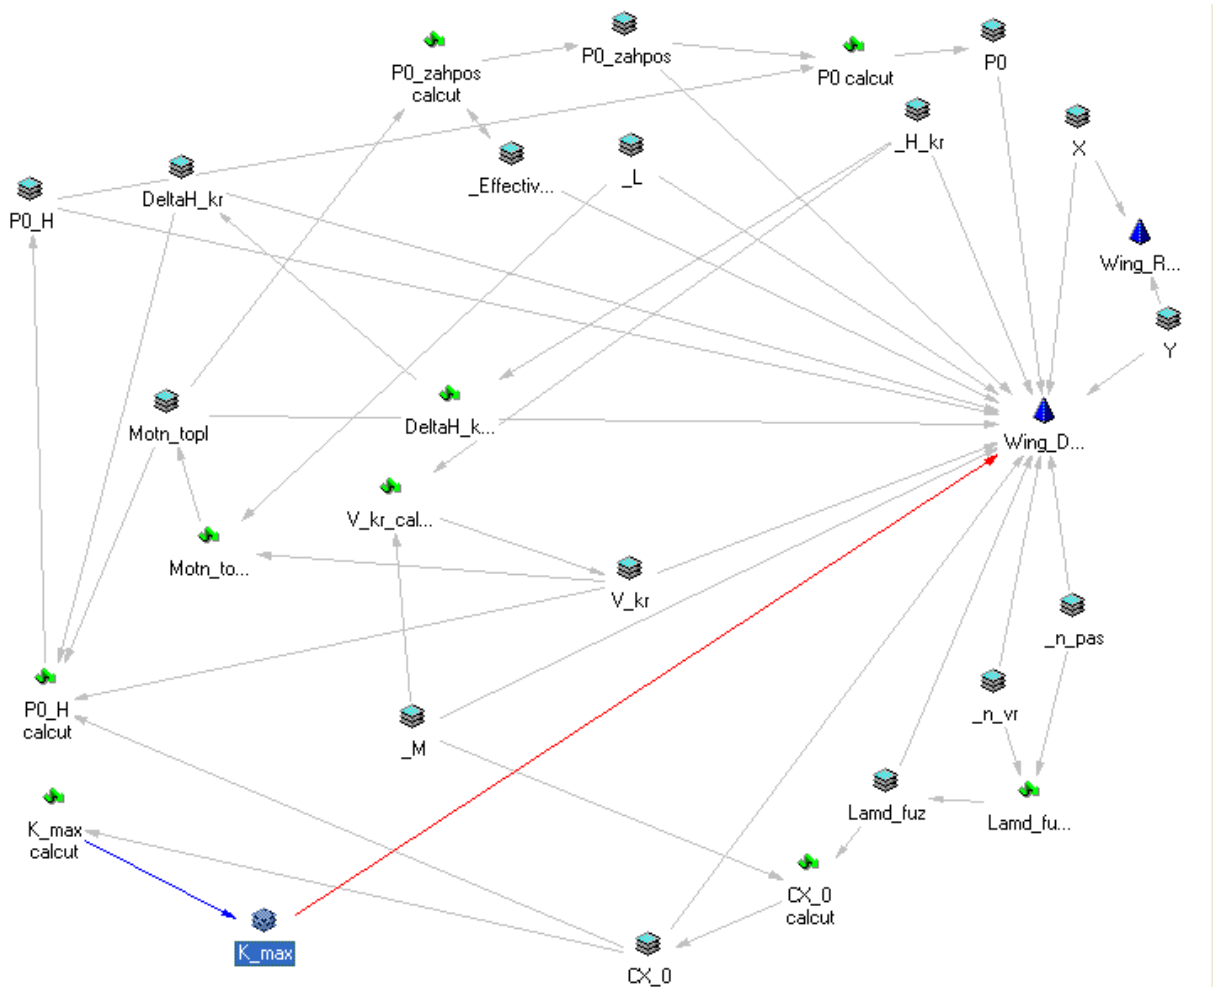 P0_zahpos
calcut
P0_zahpos
P0 calcut
P0
_H_kr
X
DeltaH_kr
_Effectiv...
_L
P0_H
Wing_R...
Y
Motn_topl
DeltaH_k...
Wing_D...
V_kr_cal...
Motn_to...
V_kr
_n_pas
P0_H
calcut
_n_vr
_M
Lamd_fuz
Lamd_fu...
K_max
calcut
CX_0
calcut
K_max
CX_0